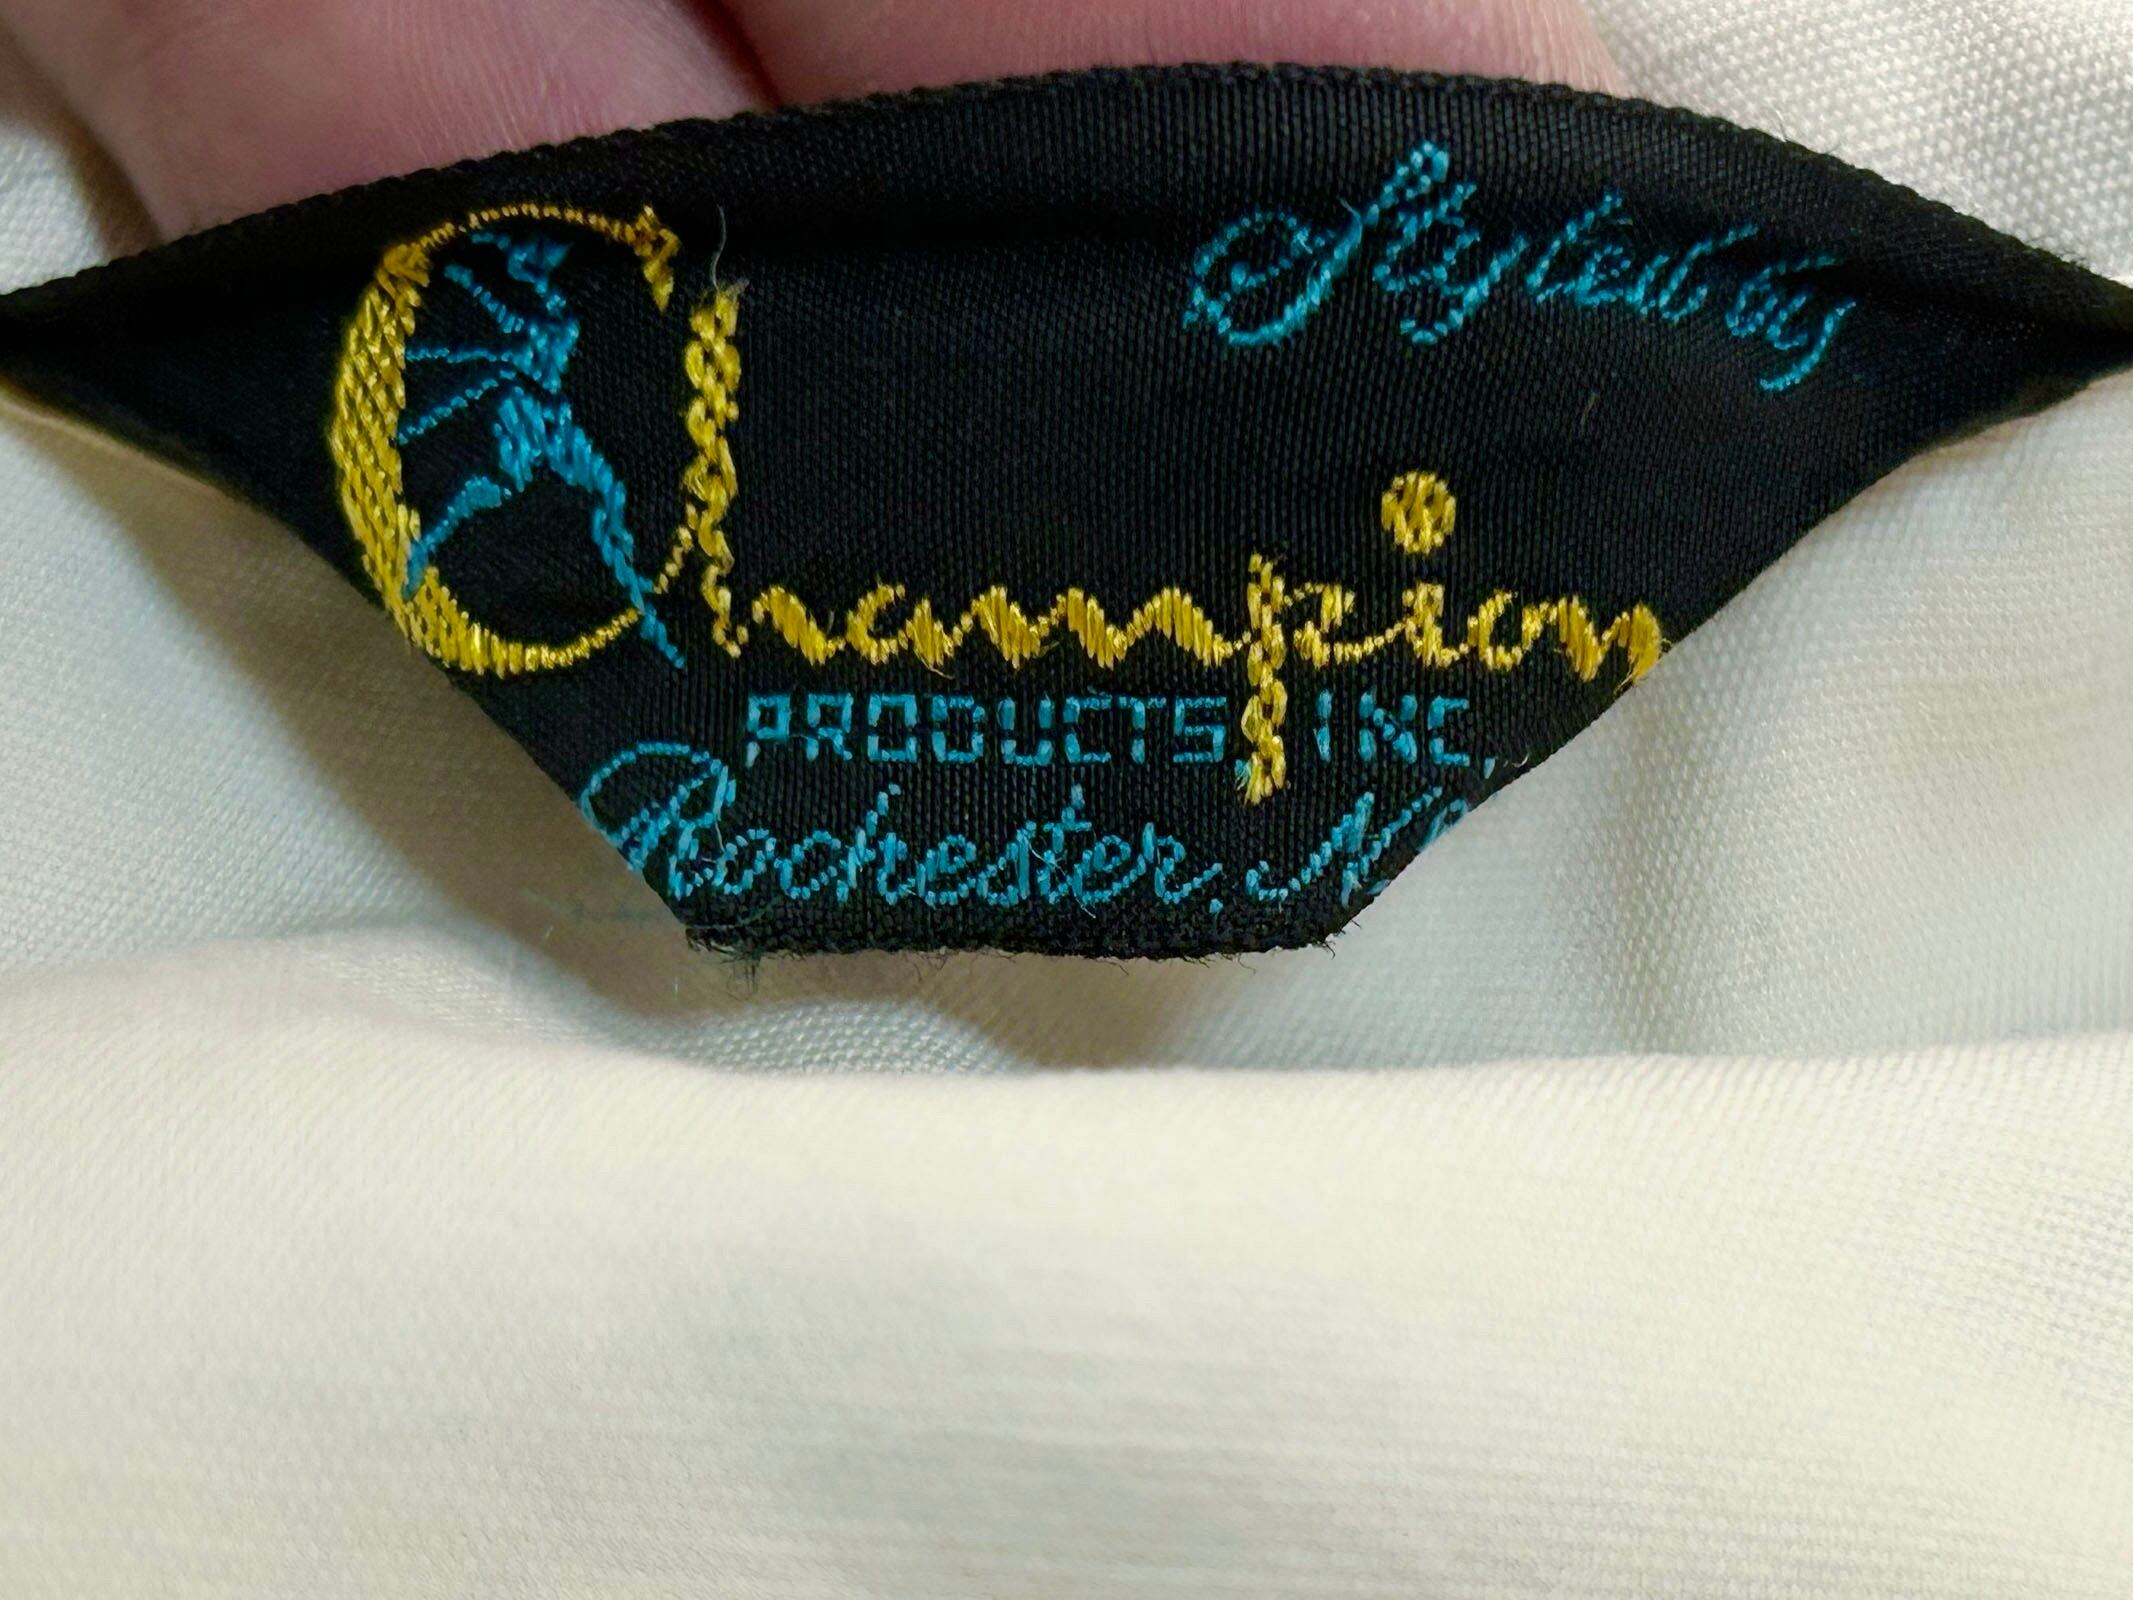 Styled by
Champion
PRODUCTS, INC.
Rochester, N.